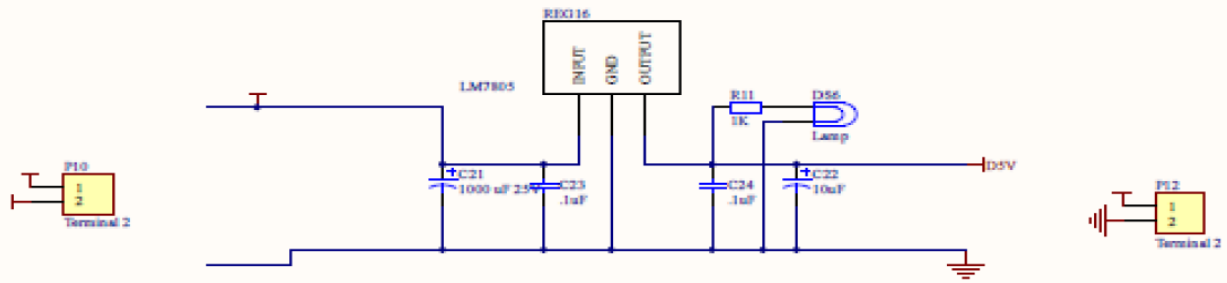 REG16
INPUT
GND
OUTPUT
LM7805
R11
1K
DS6
Lamp
D5V
P10
1
2
Terminal 2
C21
1000 uF 25V
C23
.1uF
C24
.1uF
C22
10uF
P12
1
2
Terminal 2